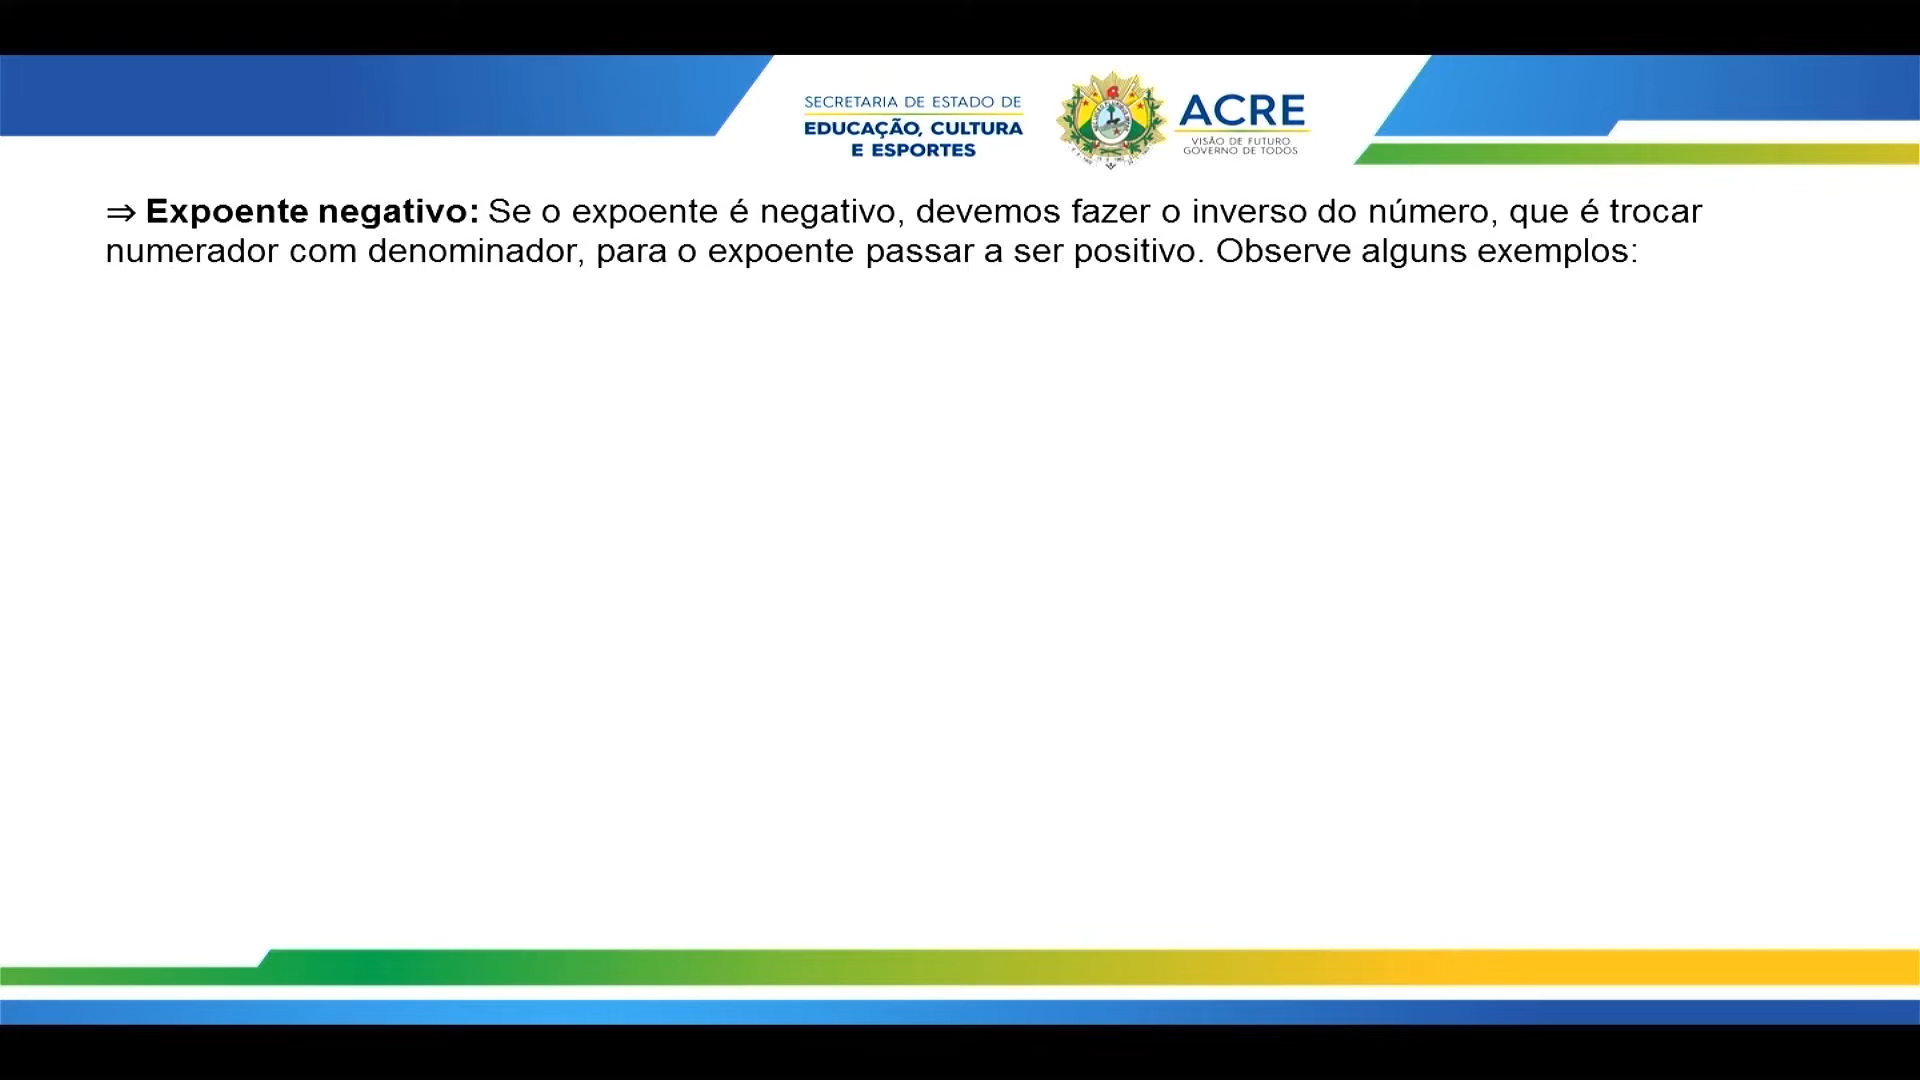 SECRETARIA DE ESTADO DE
EDUCAÇÃO, CULTURA
E ESPORTES
ACRE
VISÃO DE FUTURO
GOVERNO DE TODOS
⇒ Expoente negativo: Se o expoente é negativo, devemos fazer o inverso do número, que é trocar
numerador com denominador, para o expoente passar a ser positivo. Observe alguns exemplos: